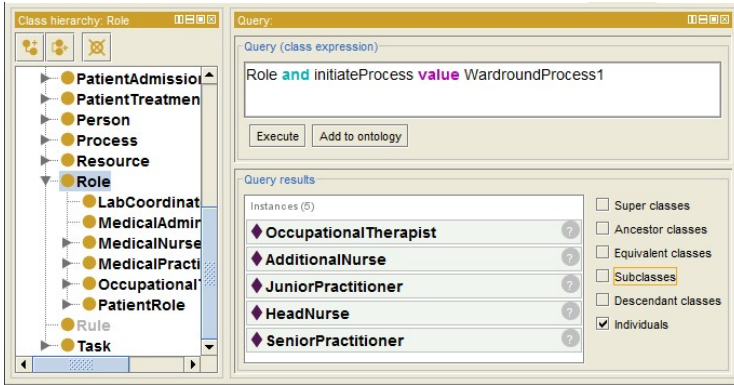 Class hierarchy: Role
PatientAdmission
PatientTreatmen
Person
Process
Resource
Role
LabCoordinat
MedicalAdmir
MedicalNurse
MedicalPracti
Occupational
PatientRole
Rule
Task
Query:
Query (class expression)
Role and initiateProcess value WardroundProcess1
Execute
Add to ontology
Query results
Instances (5)
OccupationalTherapist
AdditionalNurse
JuniorPractitioner
HeadNurse
SeniorPractitioner
Super classes
Ancestor classes
Equivalent classes
Subclasses
Descendant classes
Individuals